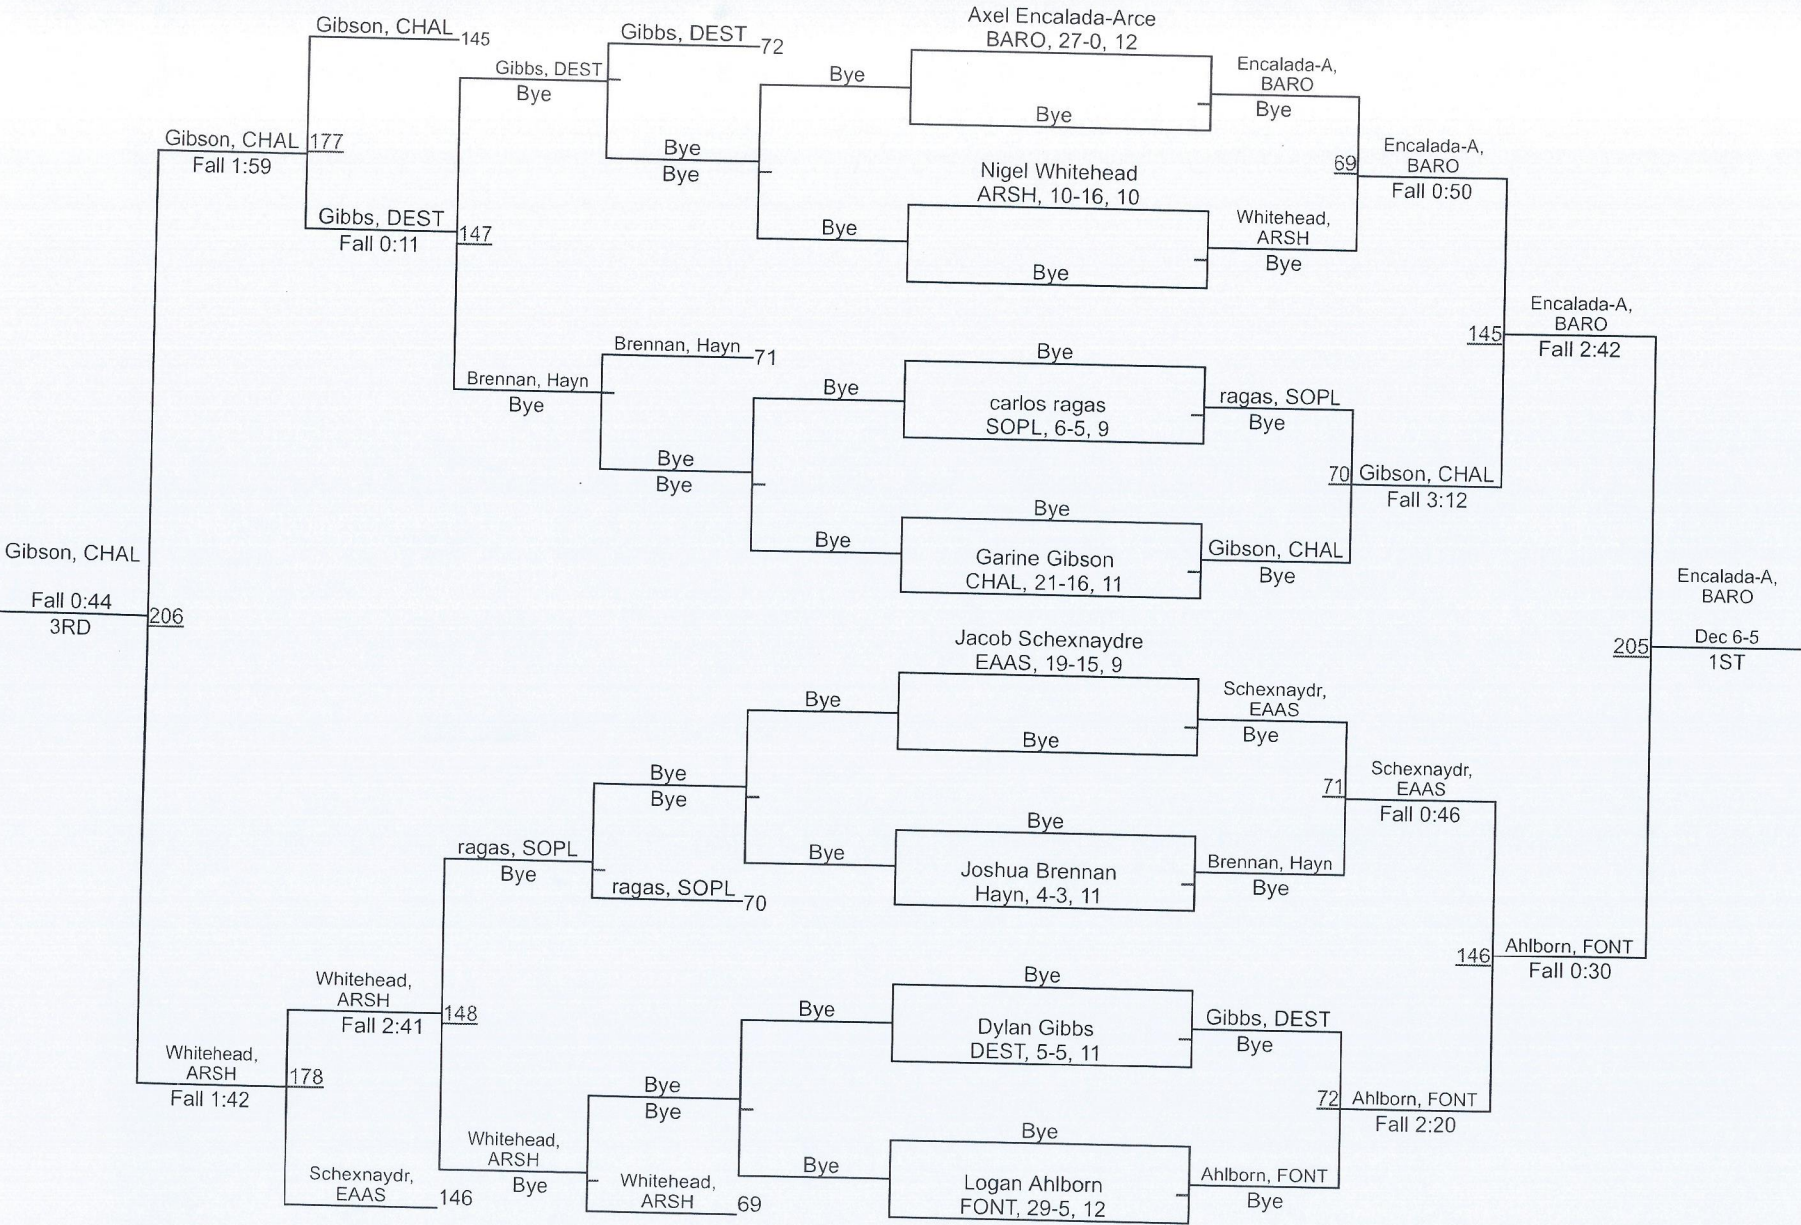 Gibson, CHAL
145
Gibson, CHAL
177
Fall 1:59
Gibbs, DEST
147
Fall 0:11
Gibbs, DEST
Bye
Gibbs, DEST
72
Bye
Bye
Brennan, Hayn
Bye
Brennan, Hayn
71
Bye
Bye
Gibson, CHAL
Fall 0:44
206
3RD
ragas, SOPL
Bye
Bye
Bye
ragas, SOPL
70
Whitehead,
ARSH
148
Fall 2:41
Whitehead,
ARSH
178
Fall 1:42
Schexnaydr,
EAAS
146
Whitehead,
ARSH
Bye
Bye
Bye
Whitehead,
ARSH
69
Bye
Axel Encalada-Arce
BARO, 27-0, 12
Bye
Encalada-A,
BARO
Bye
Bye
Nigel Whitehead
ARSH, 10-16, 10
Bye
Whitehead,
ARSH
Bye
69
Encalada-A,
BARO
Fall 0:50
Bye
Bye
carlos ragas
SOPL, 6-5, 9
ragas, SOPL
Bye
Bye
Bye
Garine Gibson
CHAL, 21-16, 11
Gibson, CHAL
Bye
70
Gibson, CHAL
Fall 3:12
145
Encalada-A,
BARO
Fall 2:42
Bye
Jacob Schexnaydre
EAAS, 19-15, 9
Bye
Schexnaydr,
EAAS
Bye
Bye
Bye
Joshua Brennan
Hayn, 4-3, 11
Brennan, Hayn
Bye
71
Schexnaydr,
EAAS
Fall 0:46
Bye
Bye
Dylan Gibbs
DEST, 5-5, 11
Gibbs, DEST
Bye
Bye
Bye
Logan Ahlborn
FONT, 29-5, 12
Ahlborn, FONT
Bye
72
Ahlborn, FONT
Fall 2:20
146
Ahlborn, FONT
Fall 0:30
Encalada-A,
BARO
205
Dec 6-5
1ST